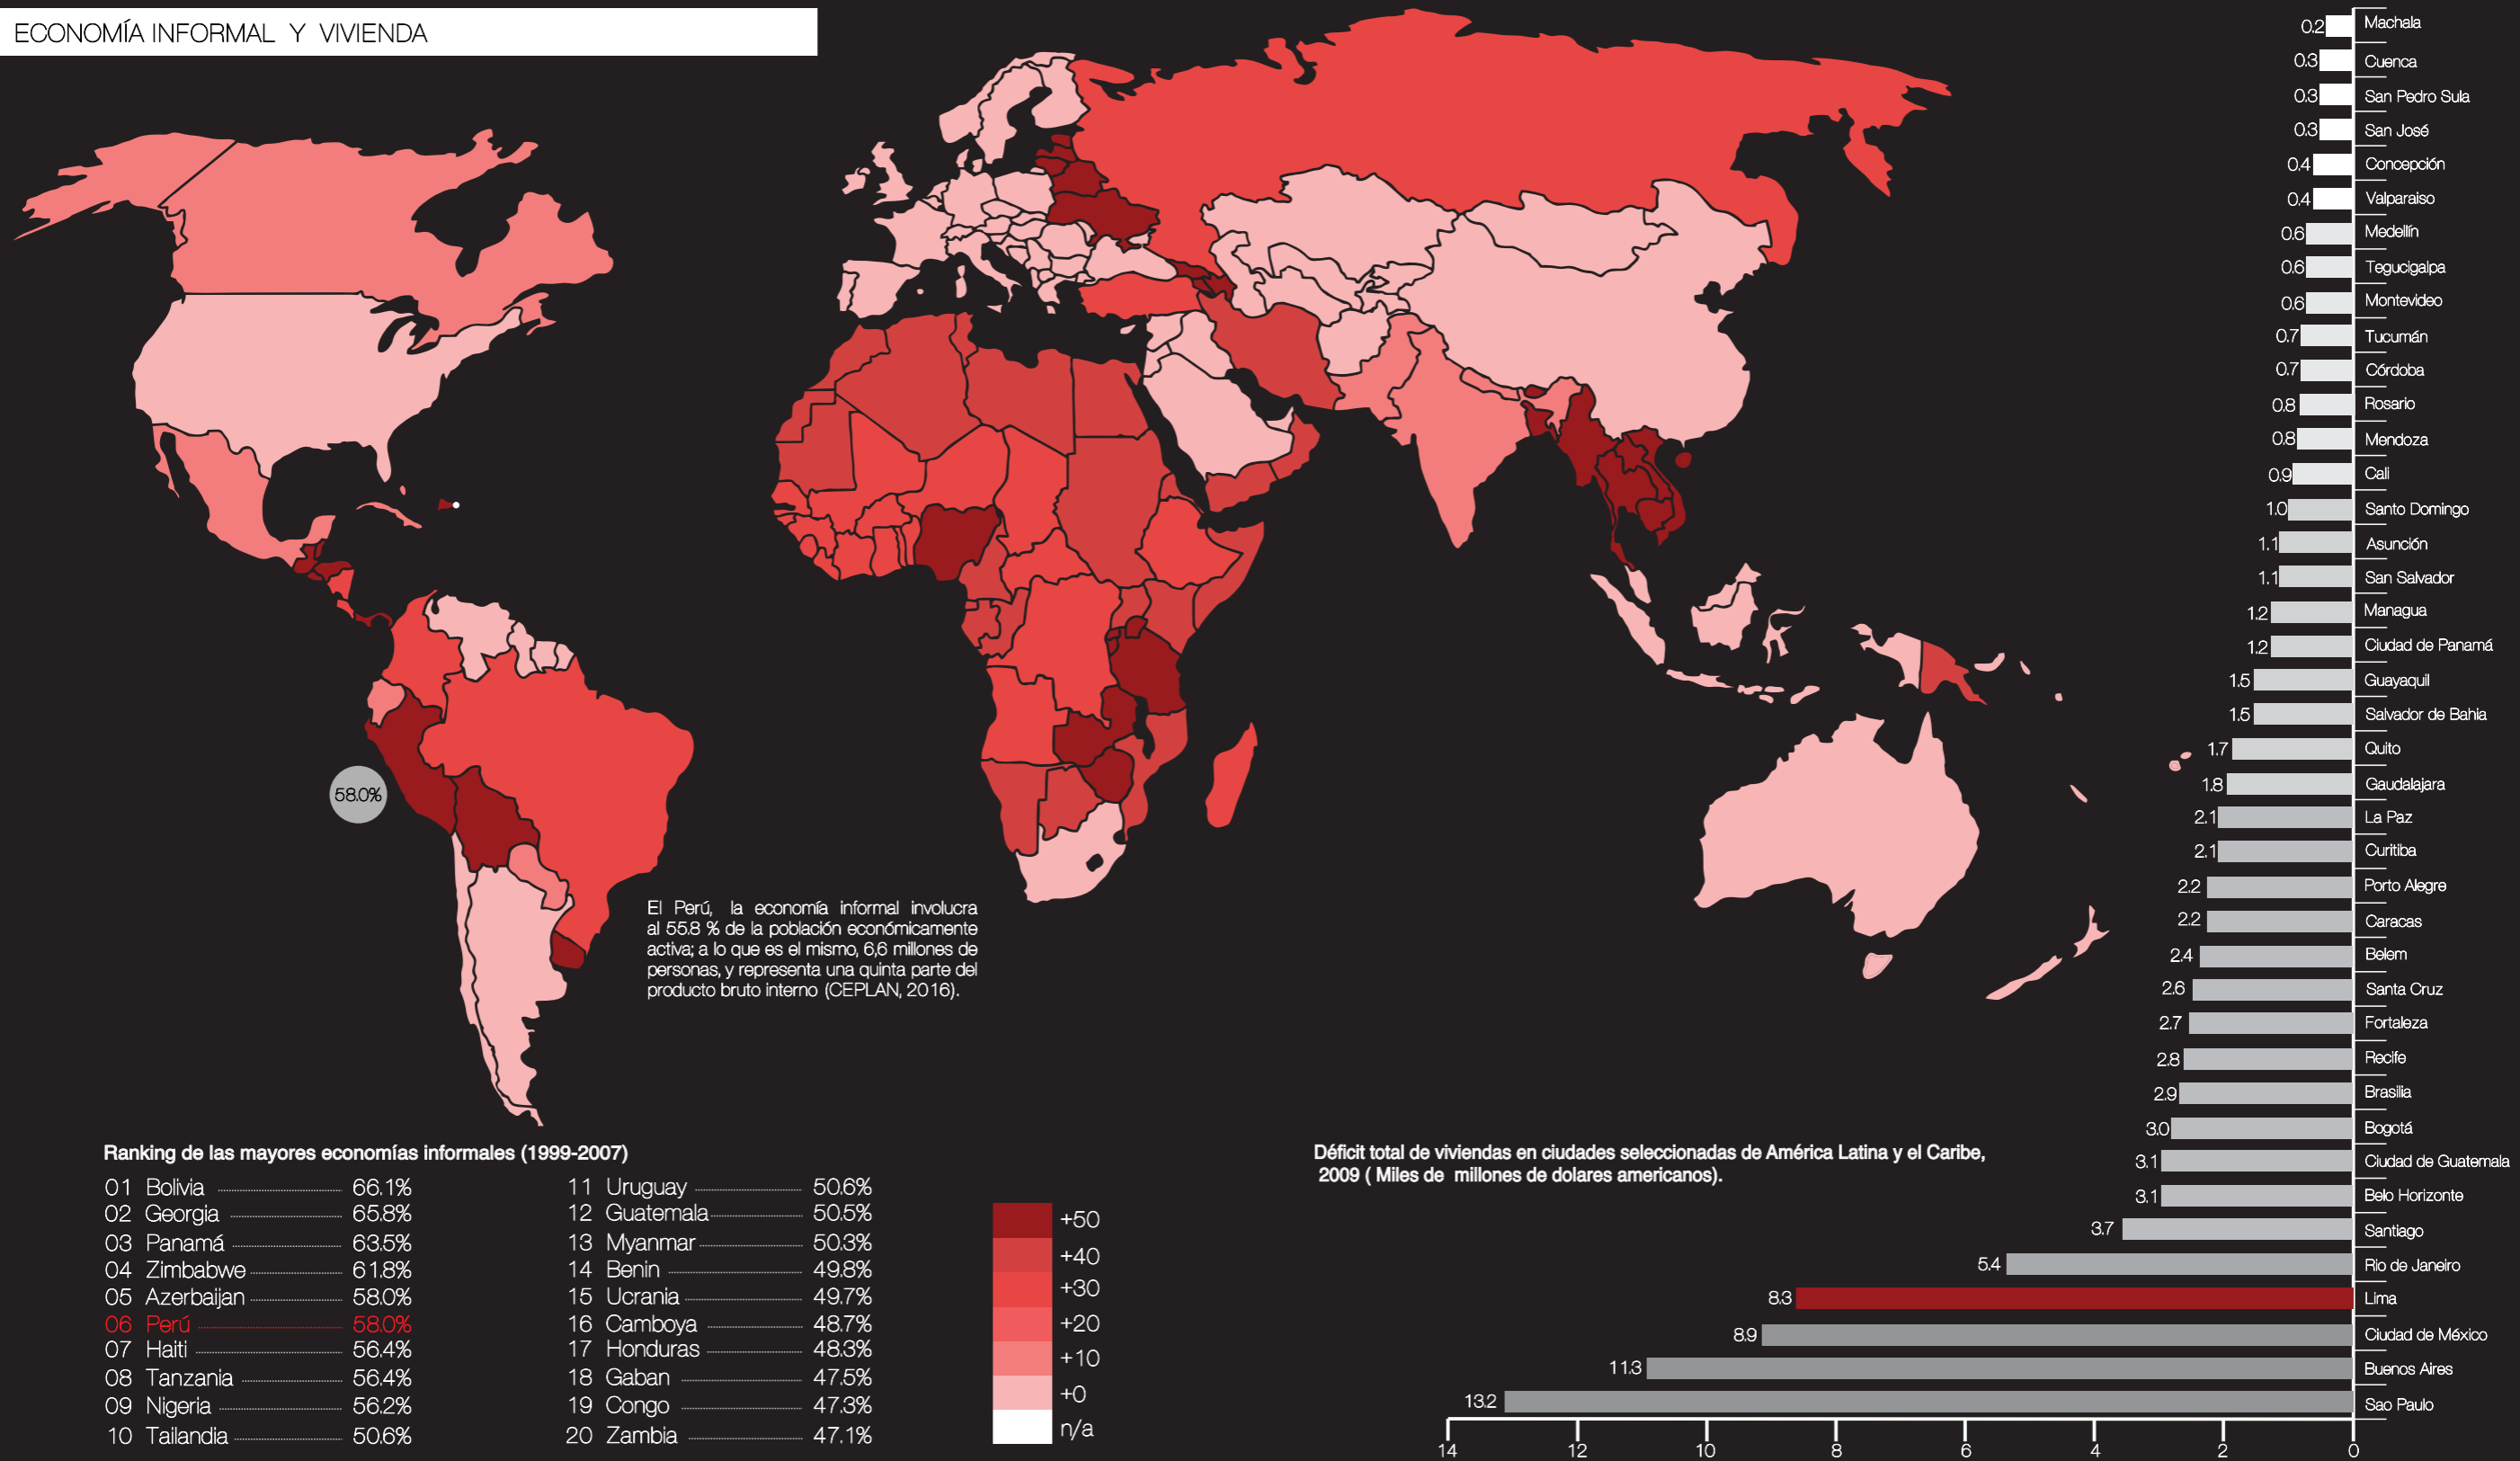 ECONOMÍA INFORMAL Y VIVIENDA
58.0%
El Perú, la economía informal involucra
al 55.8 % de la población económicamente
activa; a lo que es el mismo, 6,6 millones de
personas, y representa una quinta parte del
producto bruto interno (CEPLAN, 2016).
Ranking de las mayores economías informales (1999-2007)
01 Bolivia 66.1%
02 Georgia 65.8%
03 Panamá 63.5%
04 Zimbabwe 61.8%
05 Azerbaijan 58.0%
06 Perú 58.0%
07 Haiti 56.4%
08 Tanzania 56.4%
09 Nigeria 56.2%
10 Tailandia 50.6%
11 Uruguay 50.6%
12 Guatemala 50.5%
13 Myanmar 50.3%
14 Benin 49.8%
15 Ucrania 49.7%
16 Camboya 48.7%
17 Honduras 48.3%
18 Gaban 47.5%
19 Congo 47.3%
20 Zambia 47.1%
+50
+40
+30
+20
+10
+0
n/a
Déficit total de viviendas en ciudades seleccionadas de América Latina y el Caribe,
2009 ( Miles de millones de dolares americanos).
0.2 Machala
0.3 Cuenca
0.3 San Pedro Sula
0.3 San José
0.4 Concepción
0.4 Valparaiso
0.6 Medellín
0.6 Tegucigalpa
0.6 Montevideo
0.7 Tucumán
0.7 Córdoba
0.8 Rosario
0.8 Mendoza
0.9 Cali
1.0 Santo Domingo
1.1 Asunción
1.1 San Salvador
1.2 Managua
1.2 Ciudad de Panamá
1.5 Guayaquil
1.5 Salvador de Bahia
1.7 Quito
1.8 Gaudalajara
2.1 La Paz
2.1 Curitiba
2.2 Porto Alegre
2.2 Caracas
2.4 Belem
2.6 Santa Cruz
2.7 Fortaleza
2.8 Recife
2.9 Brasilia
3.0 Bogotá
3.1 Ciudad de Guatemala
3.1 Belo Horizonte
3.7 Santiago
5.4 Rio de Janeiro
8.3 Lima
8.9 Ciudad de México
11.3 Buenos Aires
13.2 Sao Paulo
14 12 10 8 6 4 2 0